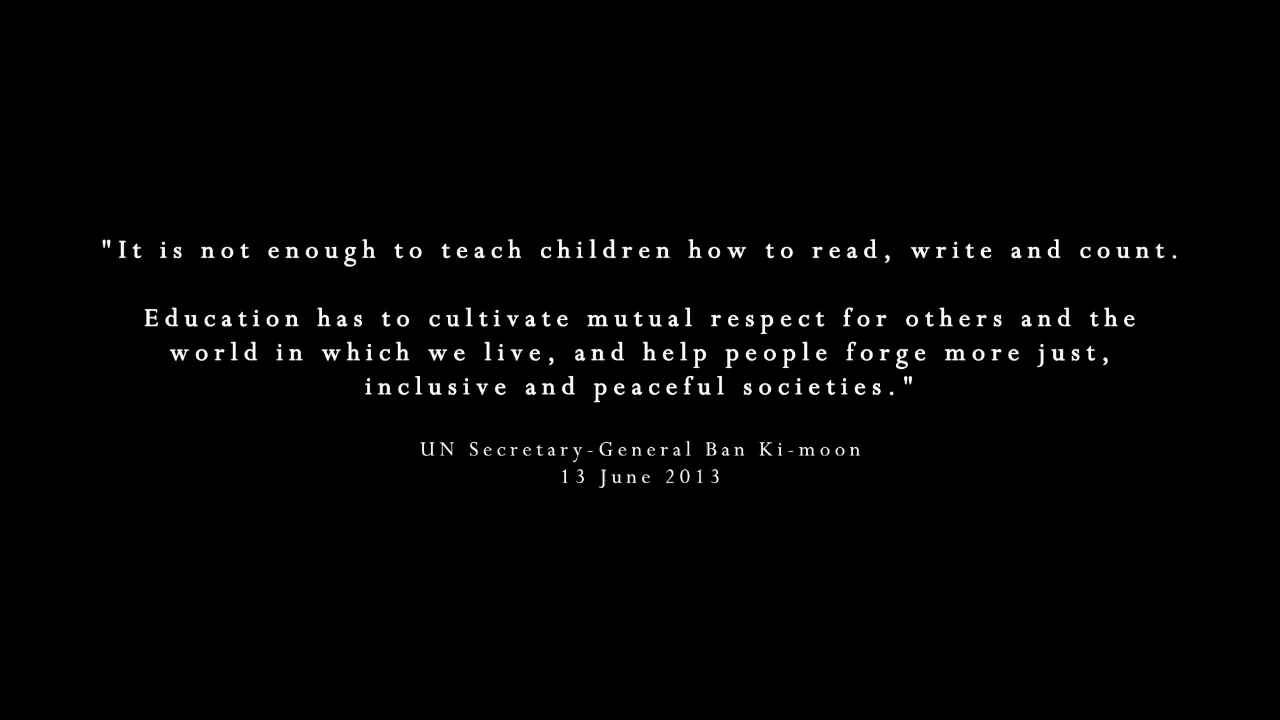 "It is not enough to teach children how to read, write and count.
Education has to cultivate mutual respect for others and the
world in which we live, and help people forge more just,
inclusive and peaceful societies."
UN Secretary-General Ban Ki-moon
13 June 2013